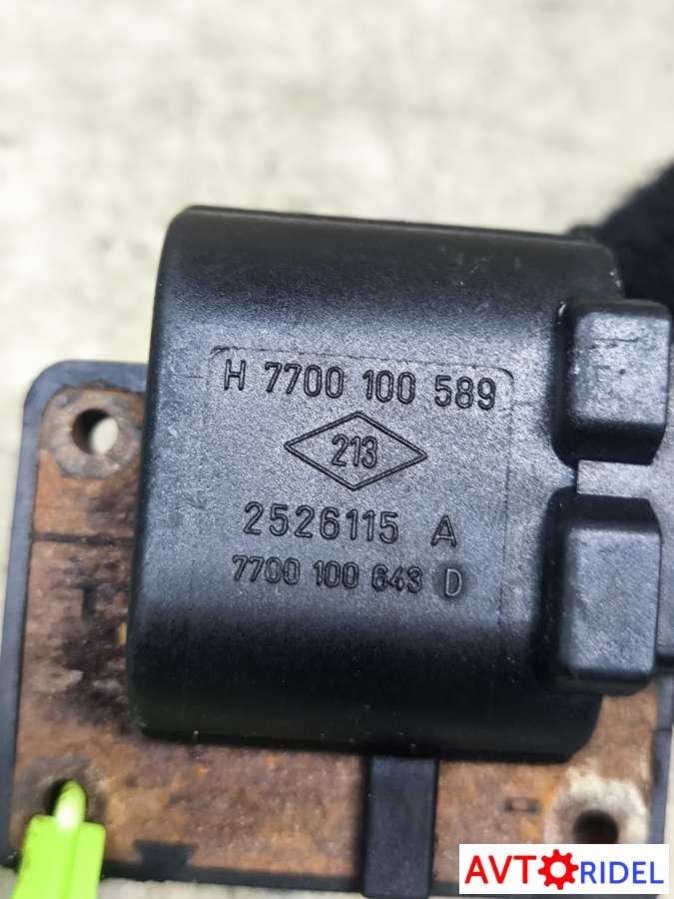 H 7700 100 589
213
2526115 A
7700 100 643 D
AVTORIDEL